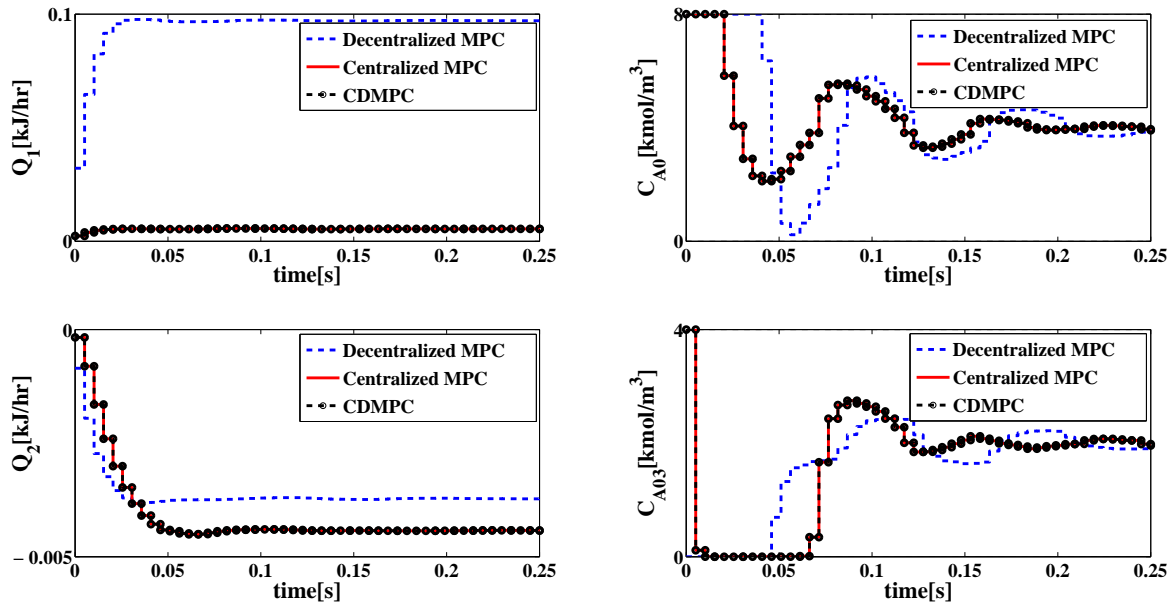 0.1
Q1[kJ/hr]
0
Decentralized MPC
Centralized MPC
CDMPC
0 0.05 0.1 0.15 0.2 0.25
time[s]
8
CA0[kmol/m3]
0
Decentralized MPC
Centralized MPC
CDMPC
0 0.05 0.1 0.15 0.2 0.25
time[s]
0
Q2[kJ/hr]
−0.005
Decentralized MPC
Centralized MPC
CDMPC
0 0.05 0.1 0.15 0.2 0.25
time[s]
4
CA03[kmol/m3]
0
Decentralized MPC
Centralized MPC
CDMPC
0 0.05 0.1 0.15 0.2 0.25
time[s]